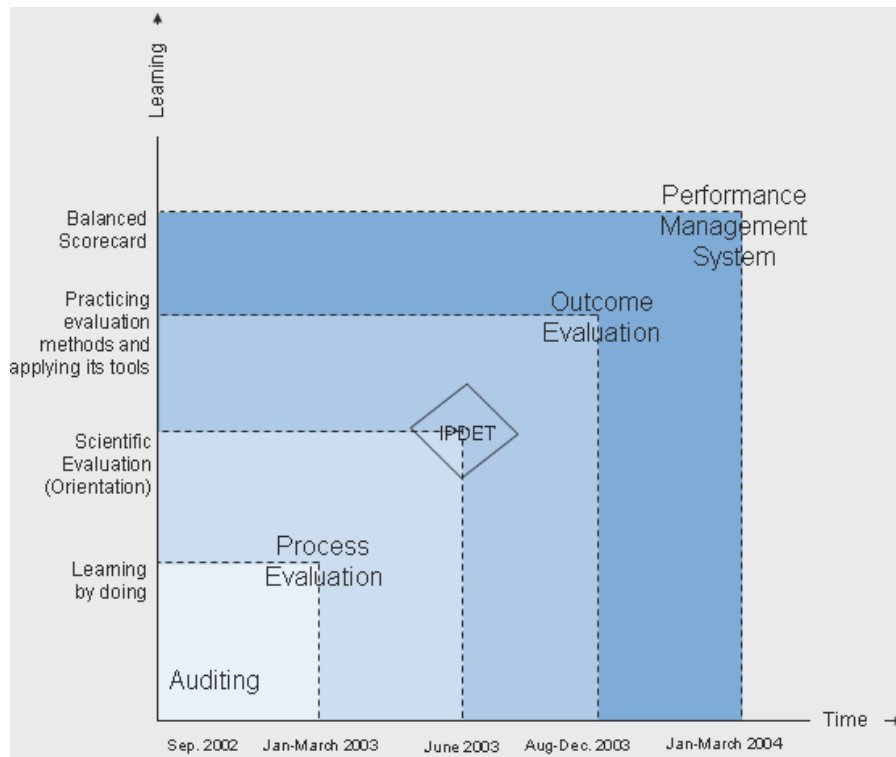 Learning
Performance
Management
System
Balanced
Scorecard
Practicing
evaluation
methods and
applying its tools
Outcome
Evaluation
IPDET
Scientific
Evaluation
(Orientation)
Process
Evaluation
Learning
by doing
Auditing
Time
Sep. 2002
Jan-March 2003
June 2003
Aug-Dec. 2003
Jan-March 2004